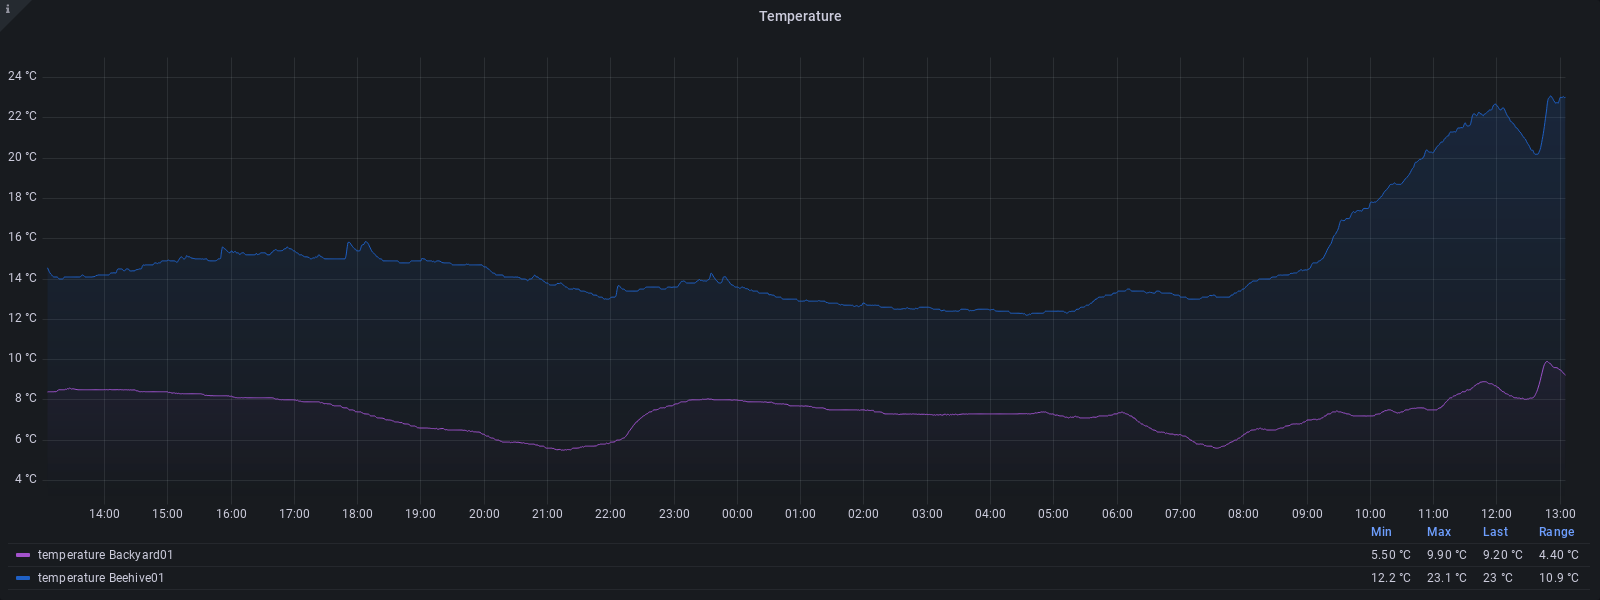 i
Temperature
24 °C
22 °C
20 °C
18 °C
16 °C
14 °C
12 °C
10 °C
8 °C
6 °C
4 °C
14:00 15:00 16:00 17:00 18:00 19:00 20:00 21:00 22:00 23:00 00:00 01:00 02:00 03:00 04:00 05:00 06:00 07:00 08:00 09:00 10:00 11:00 12:00 13:00
Min Max Last Range
temperature Backyard01 5.50 °C 9.90 °C 9.20 °C 4.40 °C
temperature Beehive01 12.2 °C 23.1 °C 23 °C 10.9 °C